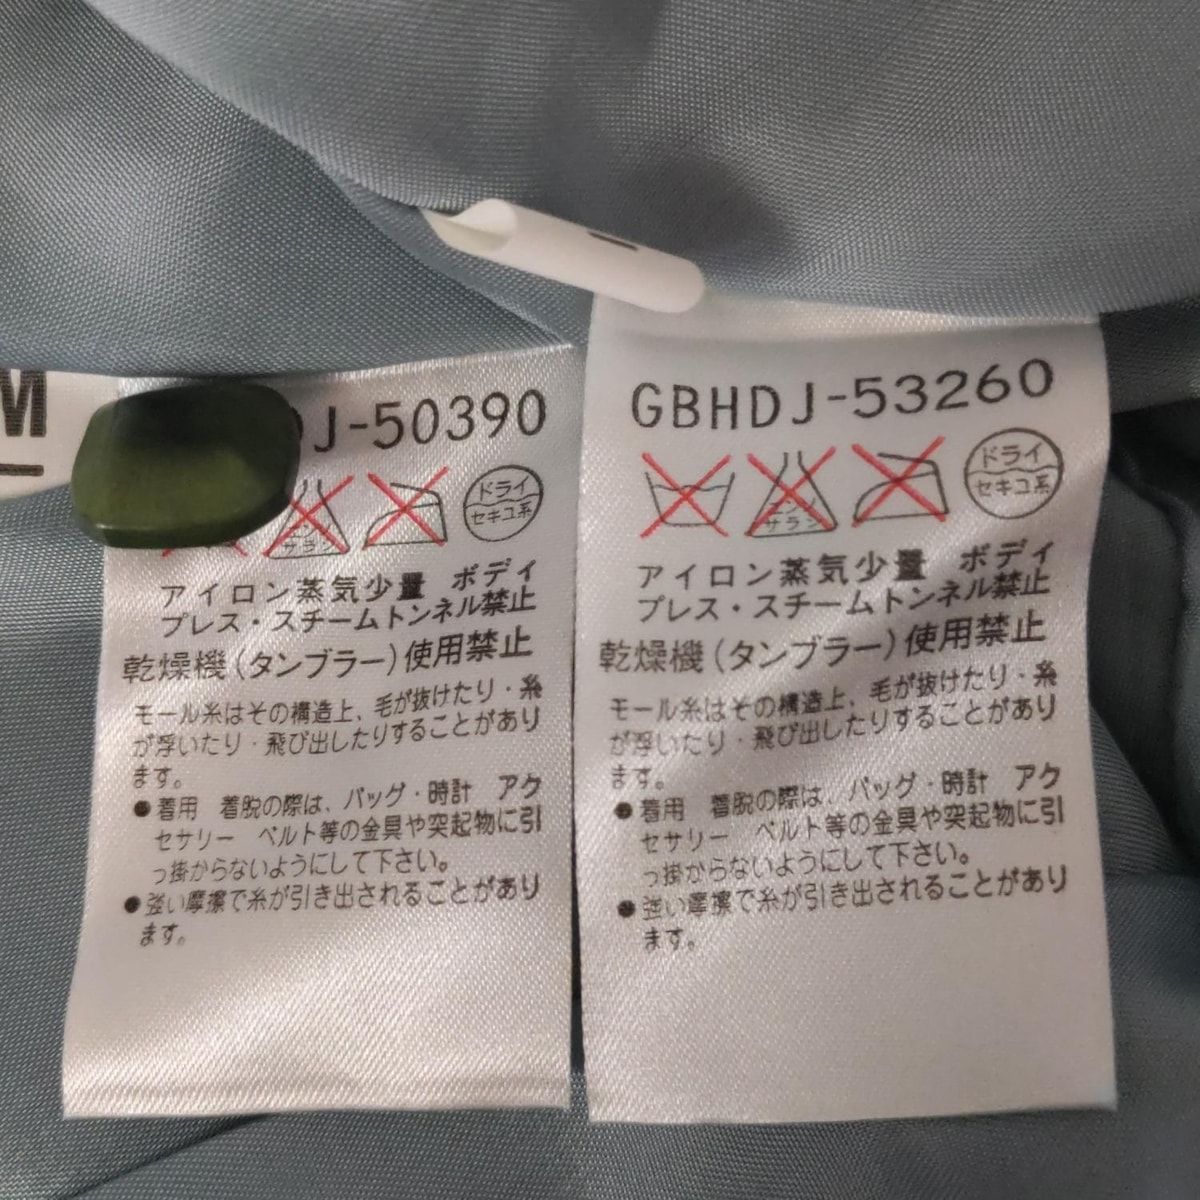 M
DJ-50390
サラシ
ドライ
セキユ系
アイロン蒸気少量 ボディ
プレス・スチームトンネル禁止
乾燥機(タンブラー)使用禁止
モール糸はその構造上、毛が抜けたり・糸
が浮いたり・飛び出したりすることがあり
ます。
●着用 着脱の際は、バッグ・時計 アク
セサリー ベルト等の金具や突起物に引
っ掛からないようにして下さい。
●強い摩擦で糸が引き出されることがあり
ます。
GBHDJ-53260
エンソ
サラシ
ドライ
セキユ系
アイロン蒸気少量 ボディ
プレス・スチームトンネル禁止
乾燥機(タンブラー)使用禁止
モール糸はその構造上、毛が抜けたり・糸
が浮いたり・飛び出したりすることがあり
ます。
●着用 着脱の際は、バッグ・時計 アク
セサリー ベルト等の金具や突起物に引
っ掛からないようにして下さい。
●強い摩擦で糸が引き出されることがあり
ます。